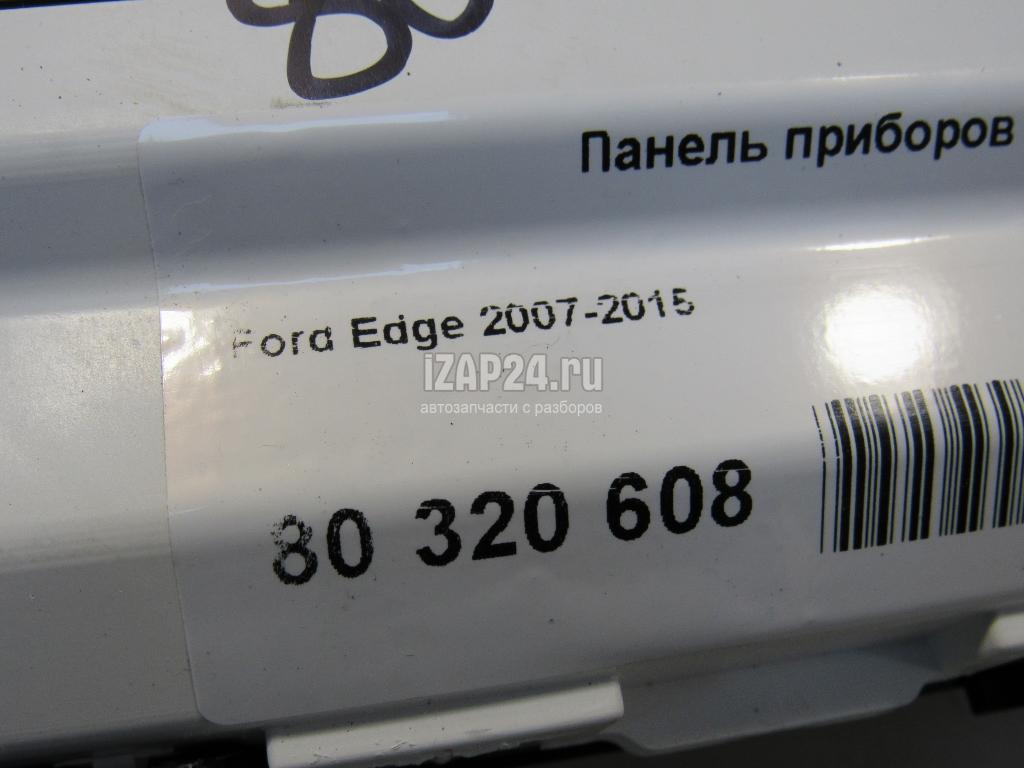 Панель приборов
Ford Edge 2007-2015
iZAP24.ru
автозапчасти с разборов
80 320 608